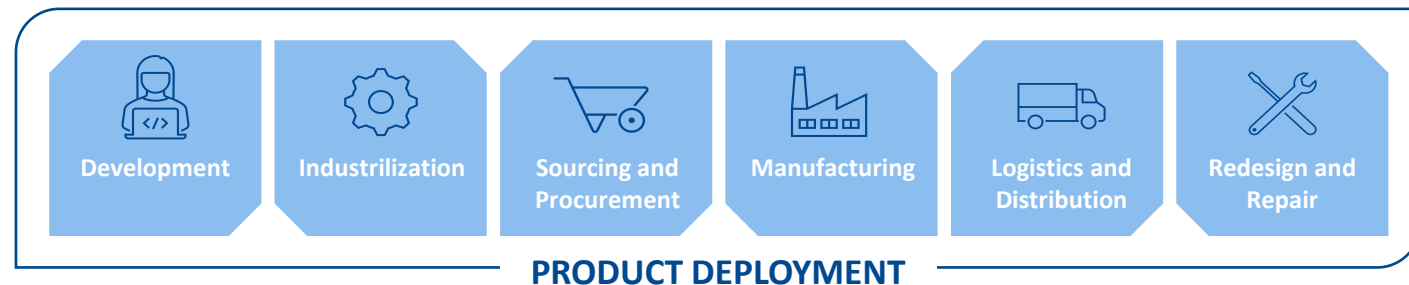 </>
Development
Industrilization
Sourcing and
Procurement
Manufacturing
Logistics and
Distribution
Redesign and
Repair
PRODUCT DEPLOYMENT